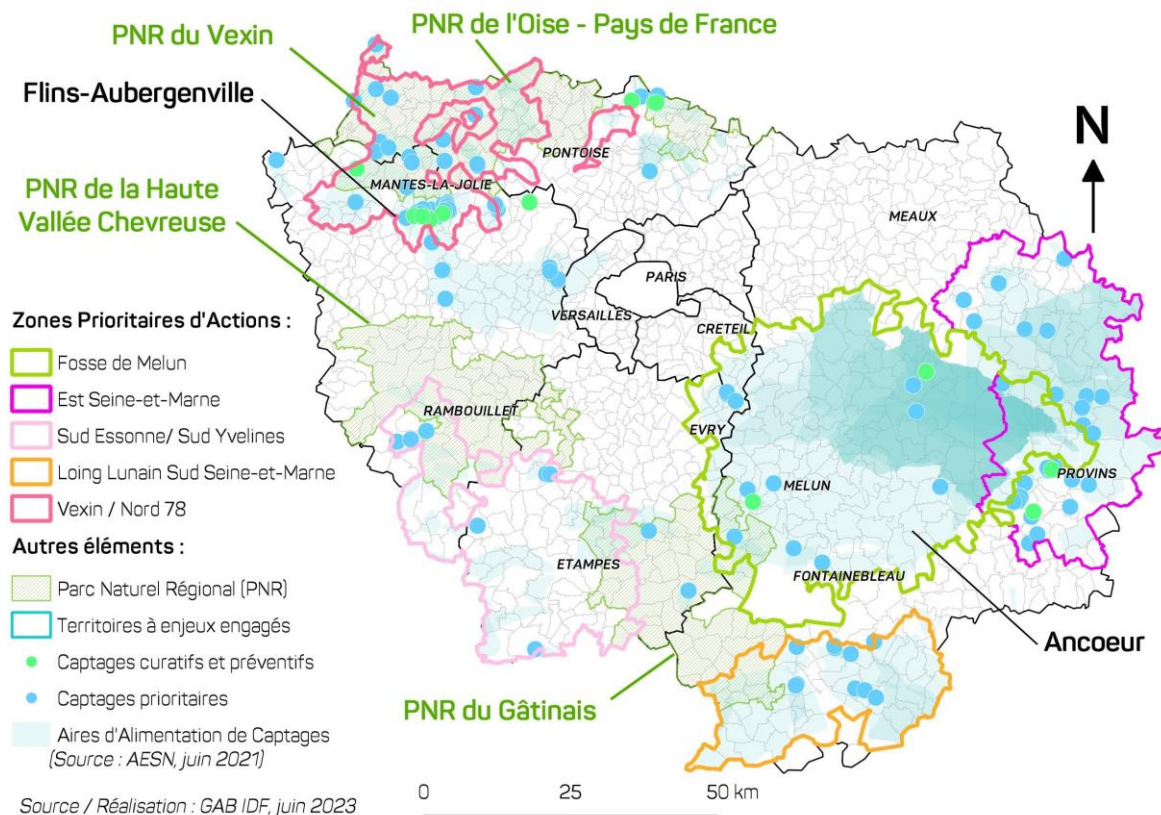 PNR du Vexin
PNR de l'Oise - Pays de France
Flins-Aubergenville
N
PONTOISE
MANTES-LA-JOLIE
PNR de la Haute
Vallée Chevreuse
MEAUX
PARIS
VERSAILLES
CRETEIL
Zones Prioritaires d'Actions :
Fosse de Melun
Est Seine-et-Marne
Sud Essonne/ Sud Yvelines
Loing Lunain Sud Seine-et-Marne
Vexin / Nord 78
RAMBOUILLET
EVRY
MELUN
PROVINS
Autres éléments :
Parc Naturel Régional (PNR)
Territoires à enjeux engagés
Captages curatifs et préventifs
Captages prioritaires
Aires d'Alimentation de Captages
(Source : AESN, juin 2021)
ETAMPES
FONTAINEBLEAU
Ancoeur
PNR du Gâtinais
0 25 50 km
Source / Réalisation : GAB IDF, juin 2023